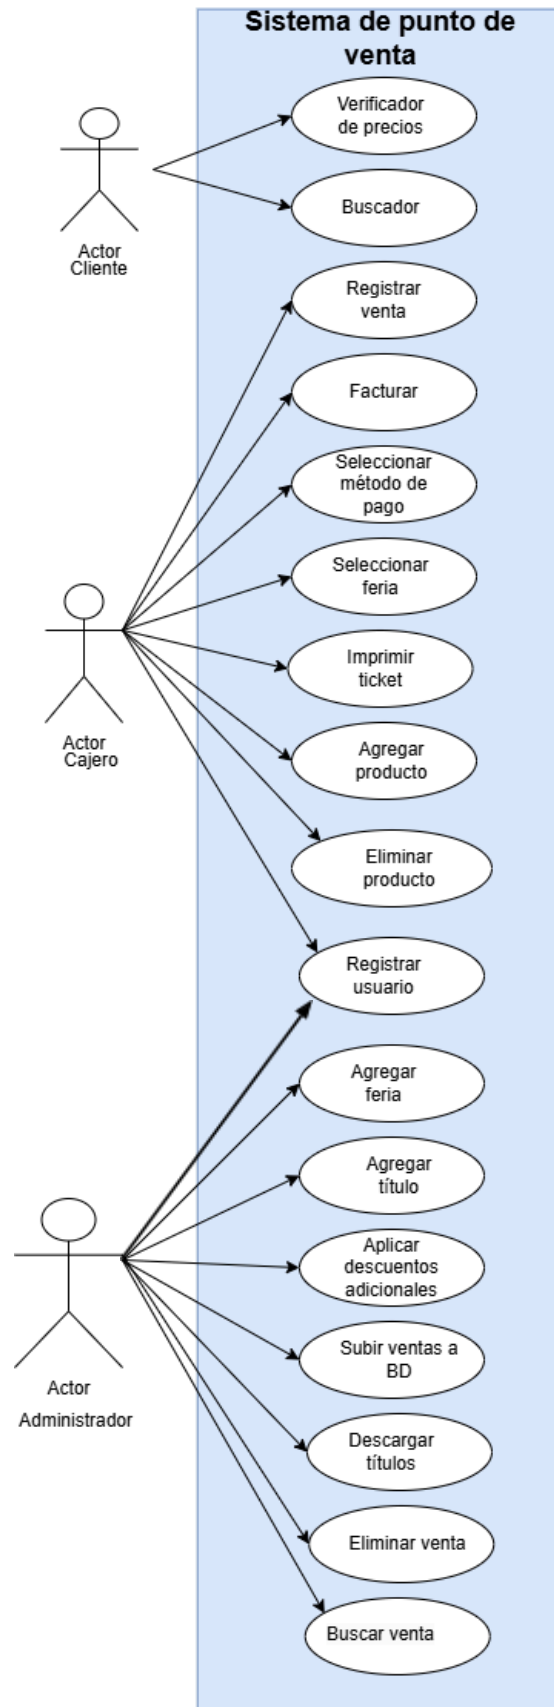 Sistema de punto de
venta
Verificador
de precios
Buscador
Actor
Cliente
Registrar
venta
Facturar
Seleccionar
método de
pago
Seleccionar
feria
Imprimir
ticket
Actor
Cajero
Agregar
producto
Eliminar
producto
Registrar
usuario
Agregar
feria
Agregar
título
Aplicar
descuentos
adicionales
Subir ventas a
BD
Actor
Administrador
Descargar
títulos
Eliminar venta
Buscar venta